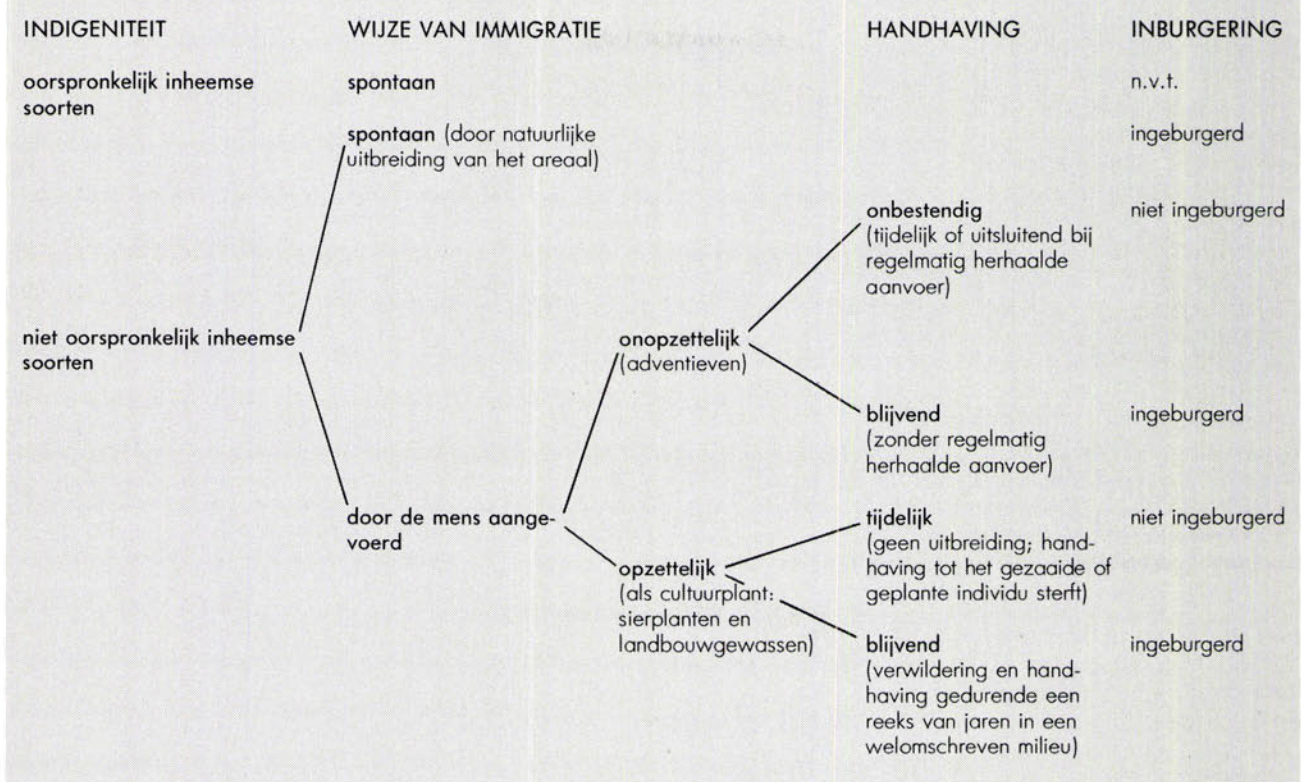 INDIGENITEIT
WIJZE VAN IMMIGRATIE
HANDHAVING
INBURGERING
oorspronkelijk inheemse
soorten
spontaan
n.v.t.
spontaan (door natuurlijke
uitbreiding van het areaal)
ingeburgerd
onbestendig
(tijdelijk of uitsluitend bij
regelmatig herhaalde
aanvoer)
niet ingeburgerd
niet oorspronkelijk inheemse
soorten
onopzettelijk
(adventieven)
blijvend
(zonder regelmatig
herhaalde aanvoer)
ingeburgerd
door de mens aange-
voerd
tijdelijk
(geen uitbreiding; hand-
having tot het gezaaide of
geplante individu sterft)
niet ingeburgerd
opzettelijk
(als cultuurplant:
sierplanten en
landbouwgewassen)
blijvend
(verwildering en hand-
having gedurende een
reeks van jaren in een
welomschreven milieu)
ingeburgerd